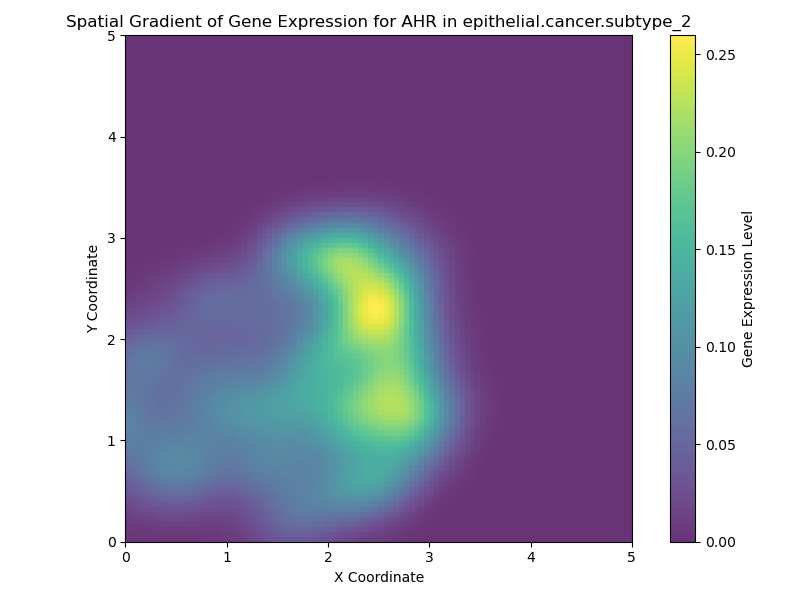 Spatial Gradient of Gene Expression for AHR in epithelial.cancer.subtype_2
5
4
3
2
1
0
0 1 2 3 4 5
X Coordinate
Y Coordinate
0.25
0.20
0.15
0.10
0.05
0.00
Gene Expression Level